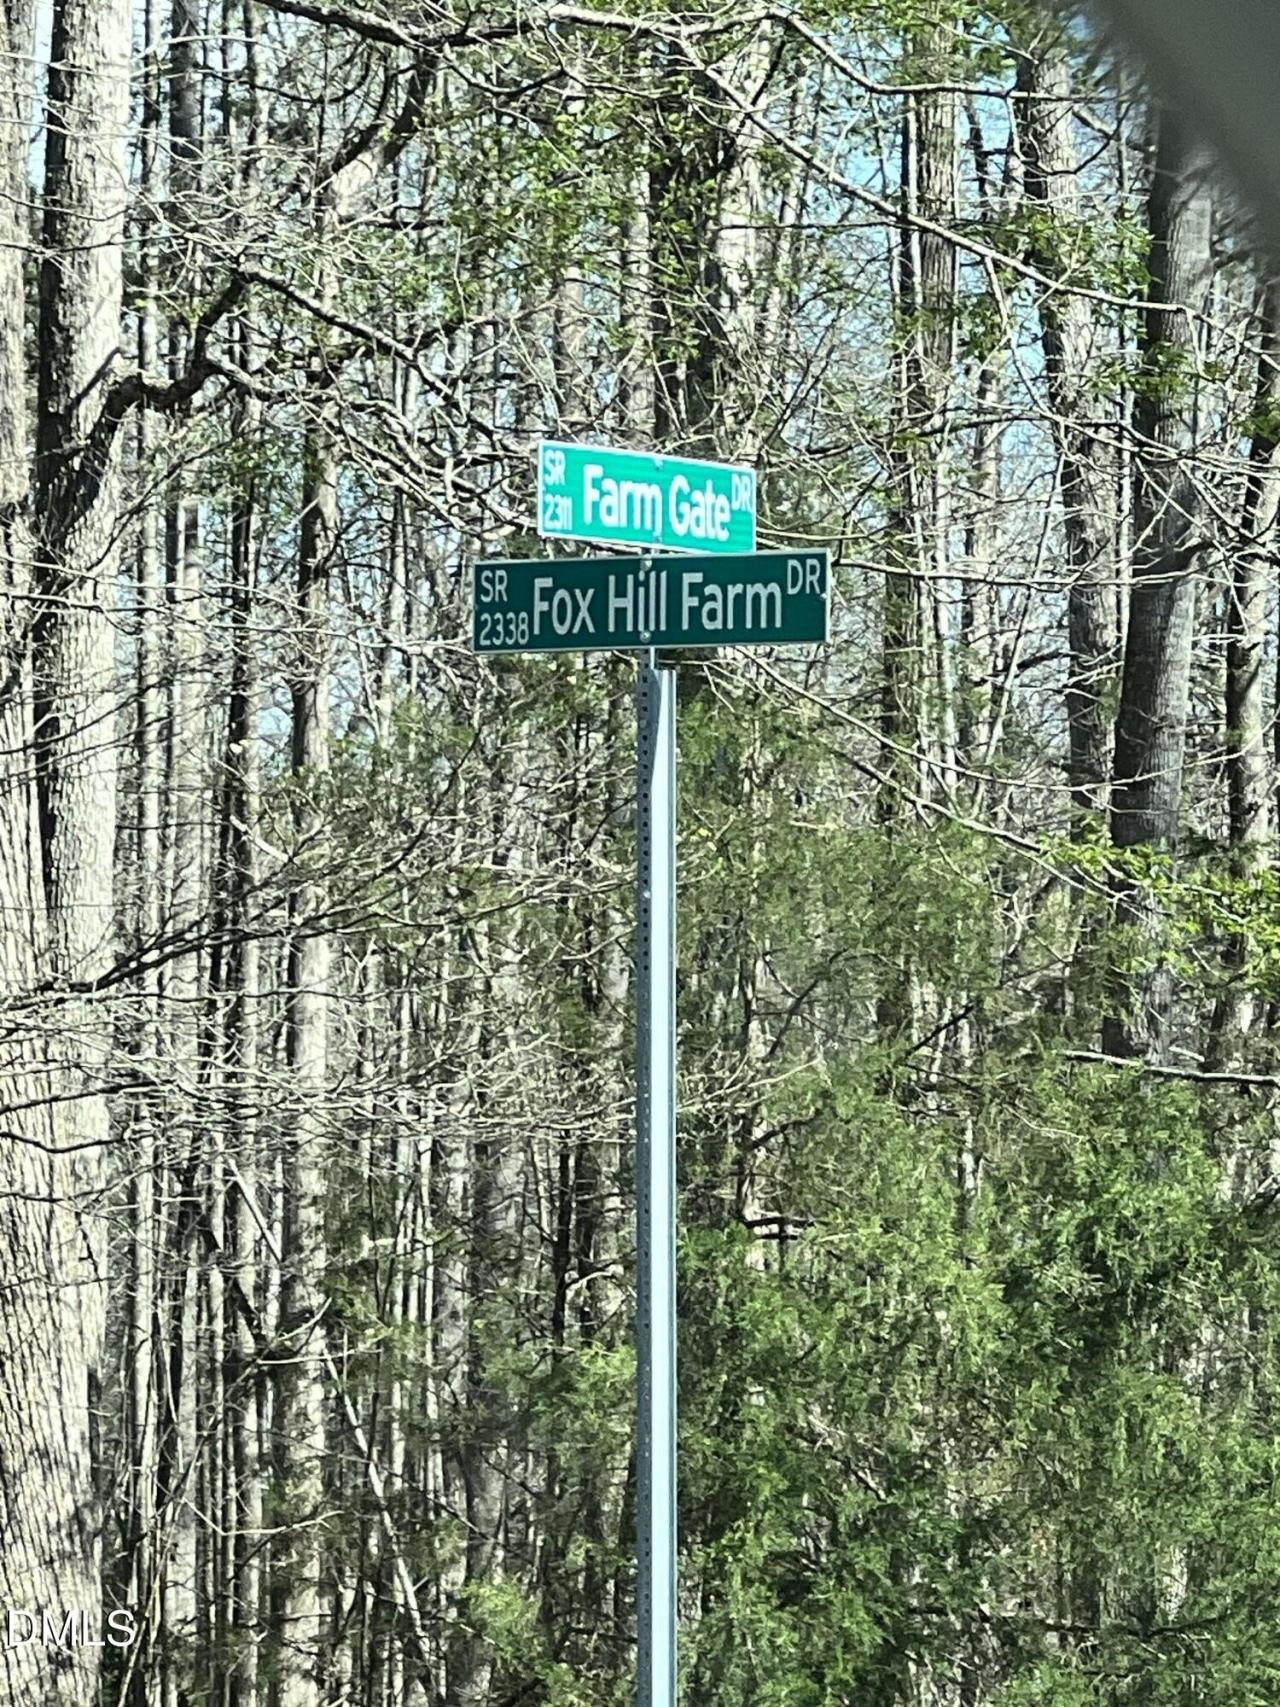 SR 2311 Farm Gate DR
SR 2338 Fox Hill Farm DR
DMLS